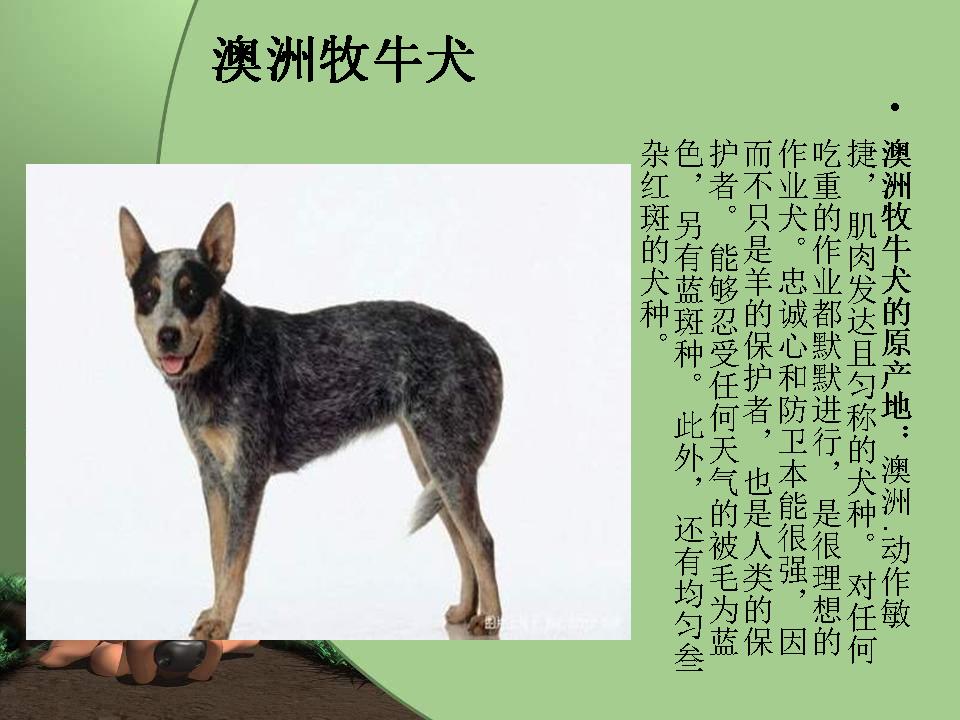 澳洲牧牛犬
• 澳洲牧牛犬的原产地：澳洲.动作敏
捷，肌肉发达且匀称的犬种。对任何
吃重的作业都默默进行，是很理想的
作业犬。忠诚心和防卫本能很强，因
而不只是羊的保护者，也是人类的保
护者。能够忍受任何天气的被毛为蓝
色，另有蓝斑种。此外，还有均匀叁
杂红斑的犬种。